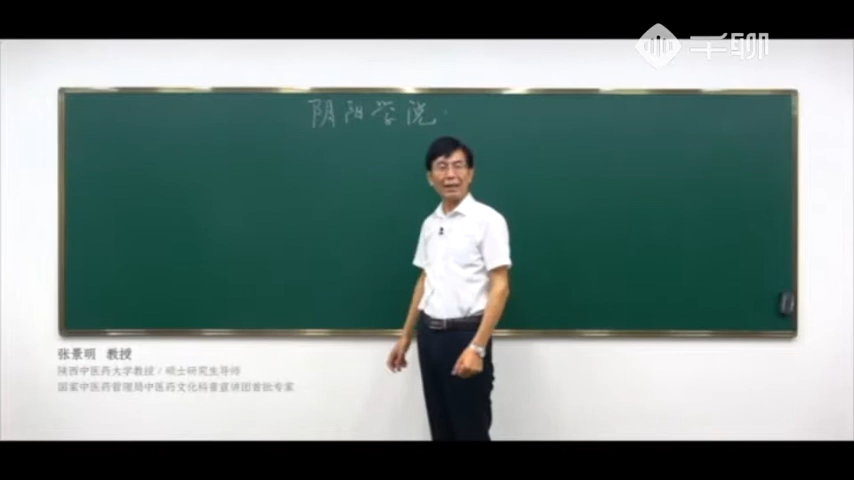 千聊
阴阳学说
张景明 教授
陕西中医药大学教授 / 硕士研究生导师
国家中医药管理局中医药文化科普宣讲团首批专家